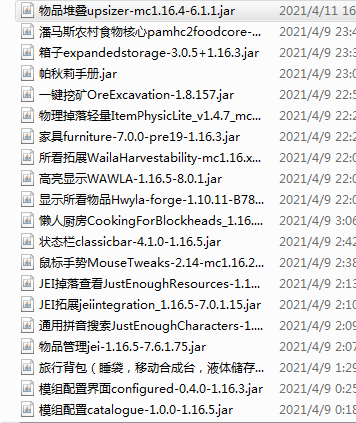 物品堆叠upsizer-mc1.16.4-6.1.1.jar 2021/4/11 16
潘马斯农村食物核心pamhc2foodcore-... 2021/4/9 23:4
箱子expandedstorage-3.0.5+1.16.3.jar 2021/4/9 23:
帕秋莉手册.jar 2021/4/9 23:0
一键挖矿OreExcavation-1.8.157.jar 2021/4/9 22:
物理掉落轻量ItemPhysicLite_v1.4.7_mc... 2021/4/9 22:2
家具furniture-7.0.0-pre19-1.16.3.jar 2021/4/9 22:
所看拓展WailaHarvestability-mc1.16.x... 2021/4/9 22:0
高亮显示WAWLA-1.16.5-8.0.1.jar 2021/4/9 22:
显示所看物品Hwyla-forge-1.10.11-B78... 2021/4/9 22:0
懒人厨房CookingForBlockheads_1.16... 2021/4/9 3:06
状态栏classicbar-4.1.0-1.16.5.jar 2021/4/9 2:42
鼠标手势MouseTweaks-2.14-mc1.16.2... 2021/4/9 2:38
JEI掉落查看JustEnoughResources-1.1... 2021/4/9 2:13
JEI拓展jeiintegration_1.16.5-7.0.1.15.jar 2021/4/9 2:10
通用拼音搜索JustEnoughCharacters-1... 2021/4/9 2:09
物品管理jei-1.16.5-7.6.1.75.jar 2021/4/9 2:07
旅行背包（睡袋，移动合成台，液体储存... 2021/4/9 1:29
模组配置界面configured-0.4.0-1.16.3.jar 2021/4/9 0:25
模组配置catalogue-1.0.0-1.16.5.jar 2021/4/9 0:18